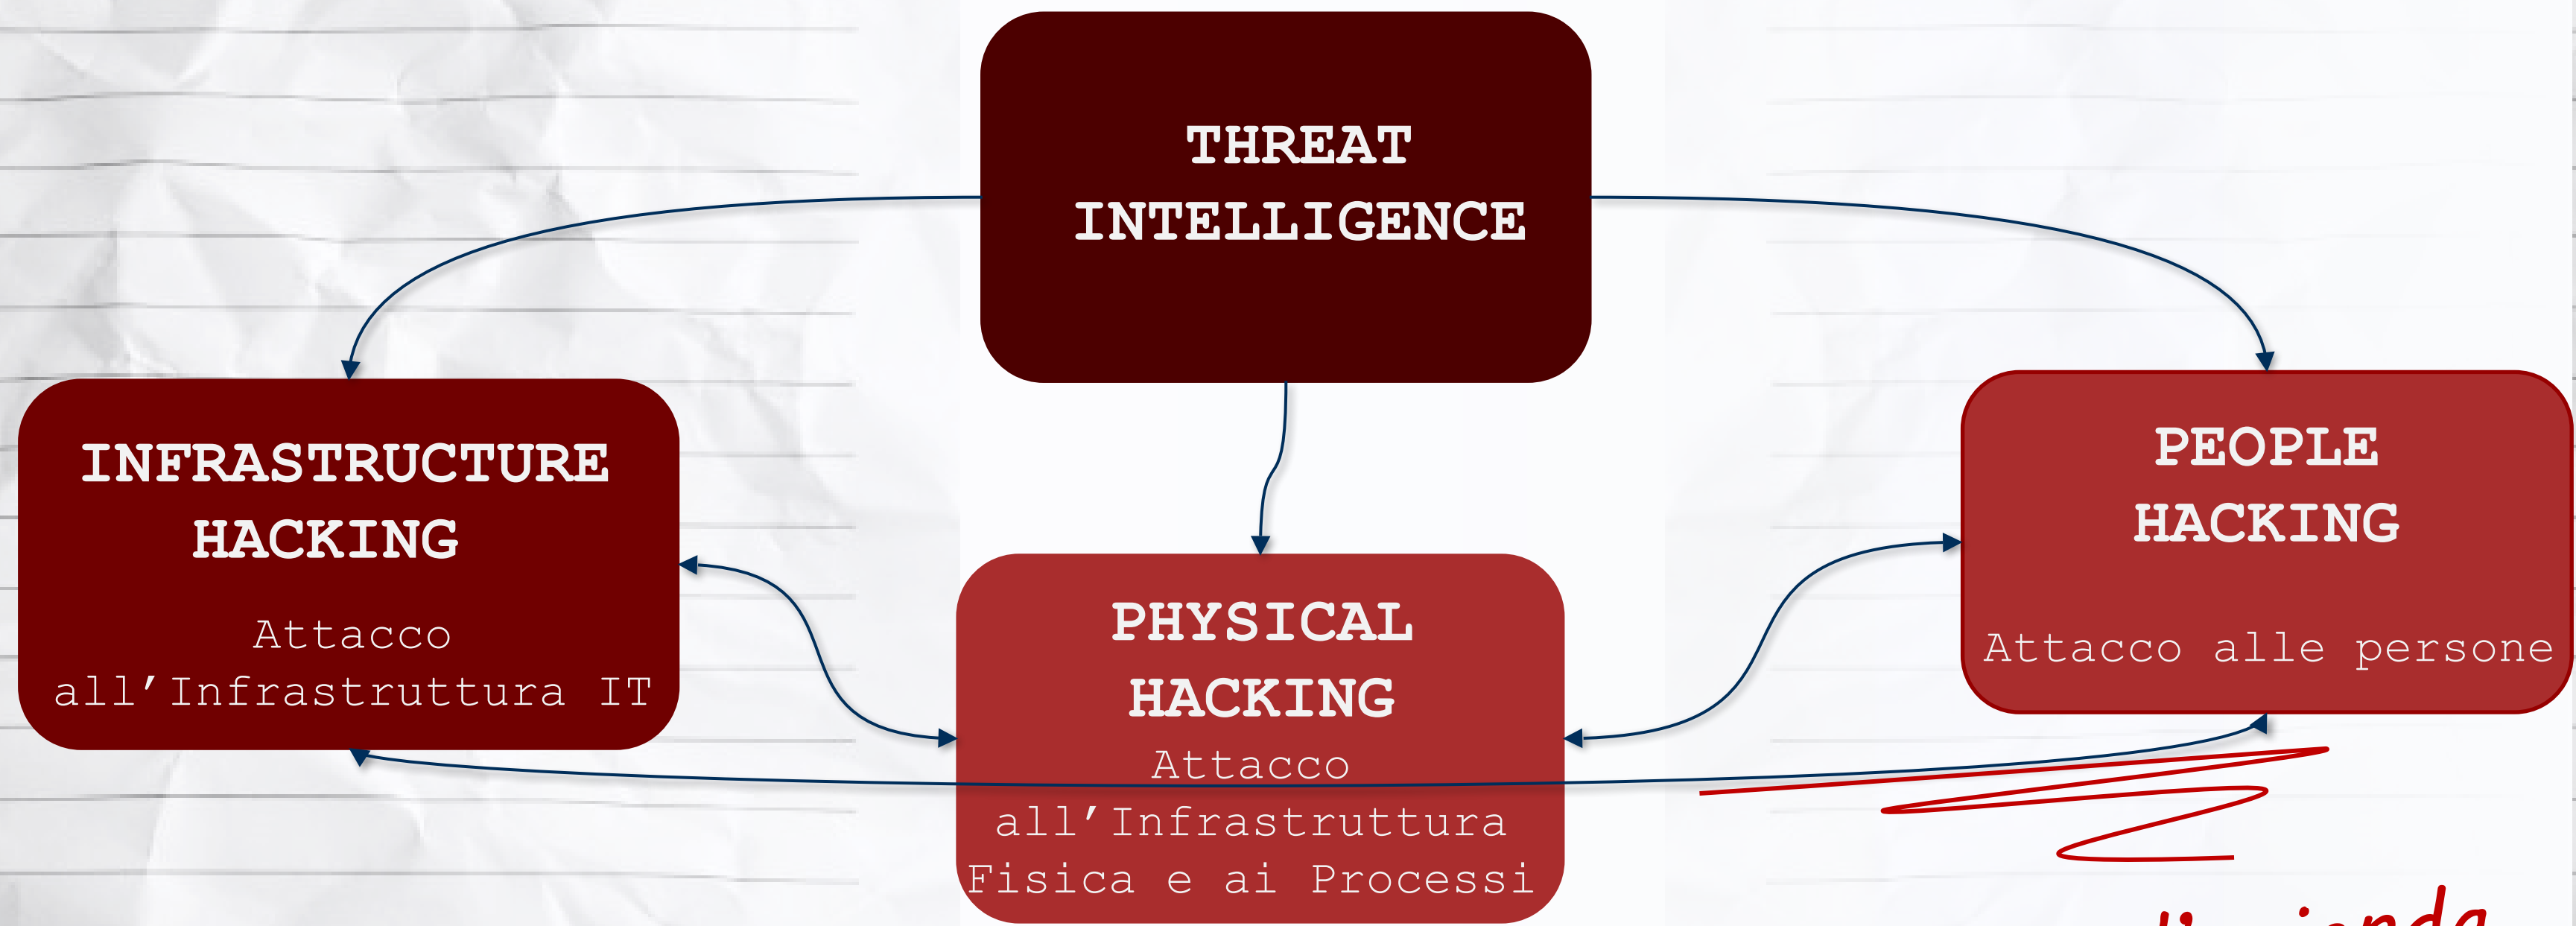 THREAT
INTELLIGENCE
INFRASTRUCTURE
HACKING
Attacco
all’Infrastruttura IT
PHYSICAL
HACKING
Attacco
all’Infrastruttura
Fisica e ai Processi
PEOPLE
HACKING
Attacco alle persone